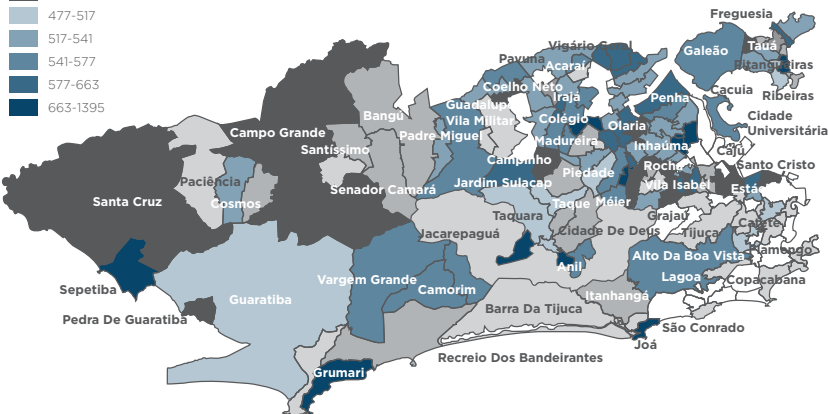 477-517
517-541
541-577
577-663
663-1395
Freguesia
Vigário Geral
Galeão
Tauá
Pavuna
Acaraí
Pitangueiras
Coelho Neto
Cacuia
Ribeiras
Irajá
Penha
Guadalupe
Bangu
Colégio
Vila Militar
Olaria
Cidade
Universitária
Campo Grande
Padre Miguel
Madureira
Inhaúma
Santíssimo
Caju
Campinho
Rocha
Santo Cristo
Paciência
Senador Camará
Jardim Sulacap
Piedade
Vila Isabel
Estácio
Santa Cruz
Cosmos
Taque
Méier
Taquara
Grajaú
Catete
Jacarepaguá
Cidade De Deus
Tijuca
Flamengo
Alto Da Boa Vista
Anil
Lagoa
Vargem Grande
Copacabana
Sepetiba
Camorim
Guaratiba
Itanhangá
Barra Da Tijuca
Pedra De Guaratiba
São Conrado
Joá
Recreio Dos Bandeirantes
Grumari